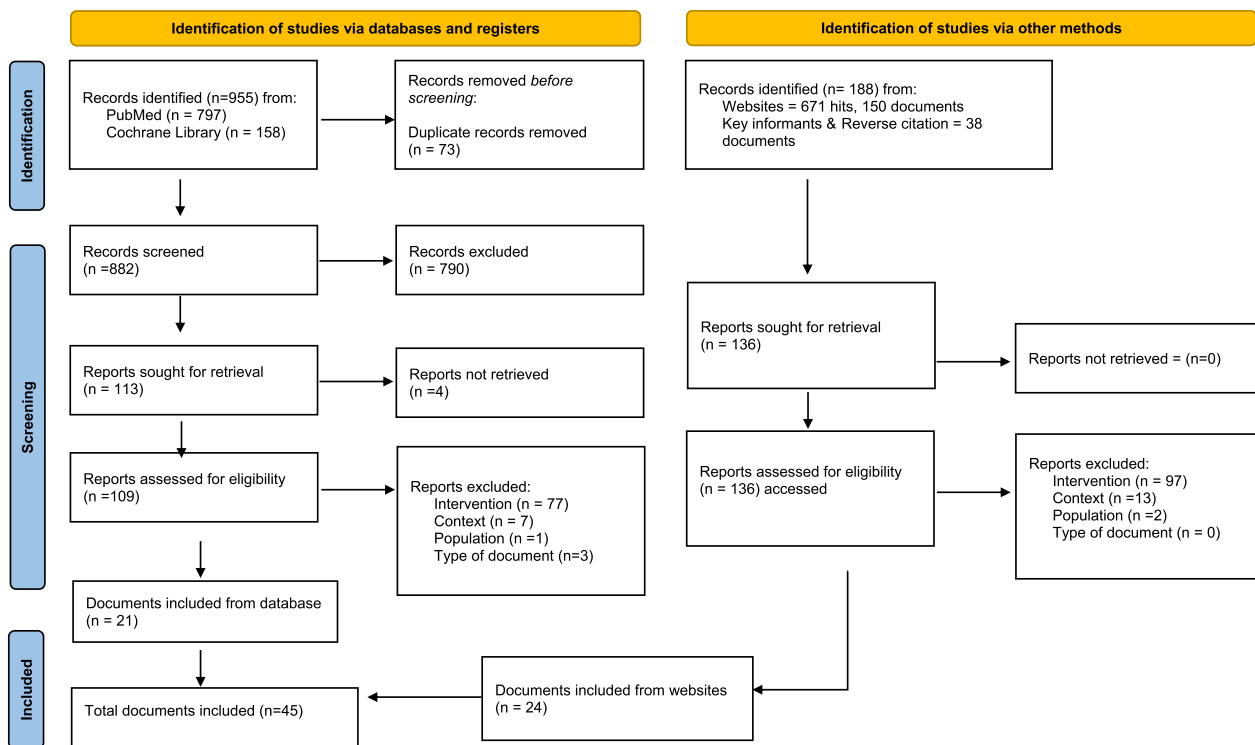 Identification of studies via databases and registers
Identification of studies via other methods
Identification
Records identified (n=955) from:
PubMed (n = 797)
Cochrane Library (n = 158)
Records removed before
screening:
Duplicate records removed
(n = 73)
Records identified (n= 188) from:
Websites = 671 hits, 150 documents
Key informants & Reverse citation = 38
documents
Screening
Records screened
(n =882)
Records excluded
(n = 790)
Reports sought for retrieval
(n = 113)
Reports not retrieved
(n =4)
Reports sought for retrieval
(n = 136)
Reports not retrieved = (n=0)
Reports assessed for eligibility
(n =109)
Reports excluded:
Intervention (n = 77)
Context (n = 7)
Population (n =1)
Type of document (n=3)
Reports assessed for eligibility
(n = 136) accessed
Reports excluded:
Intervention (n = 97)
Context (n =13)
Population (n =2)
Type of document (n = 0)
Documents included from database
(n = 21)
Included
Total documents included (n=45)
Documents included from websites
(n = 24)